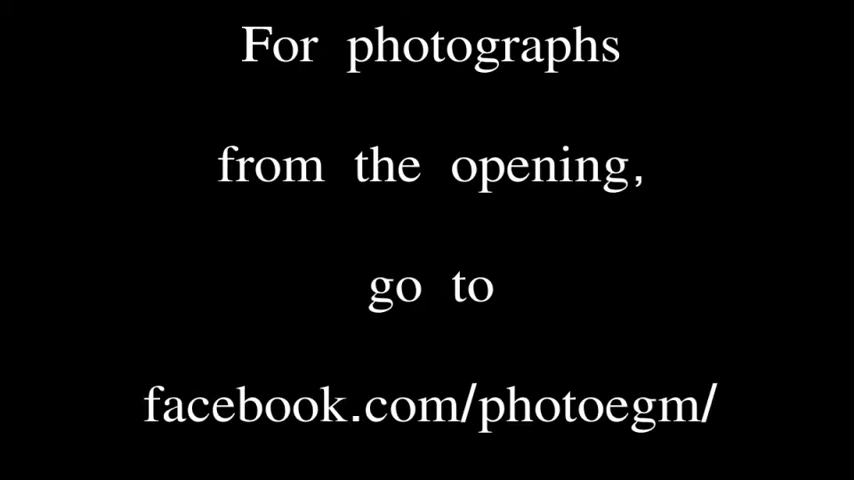 For photographs
from the opening,
go to
facebook.com/photoegm/